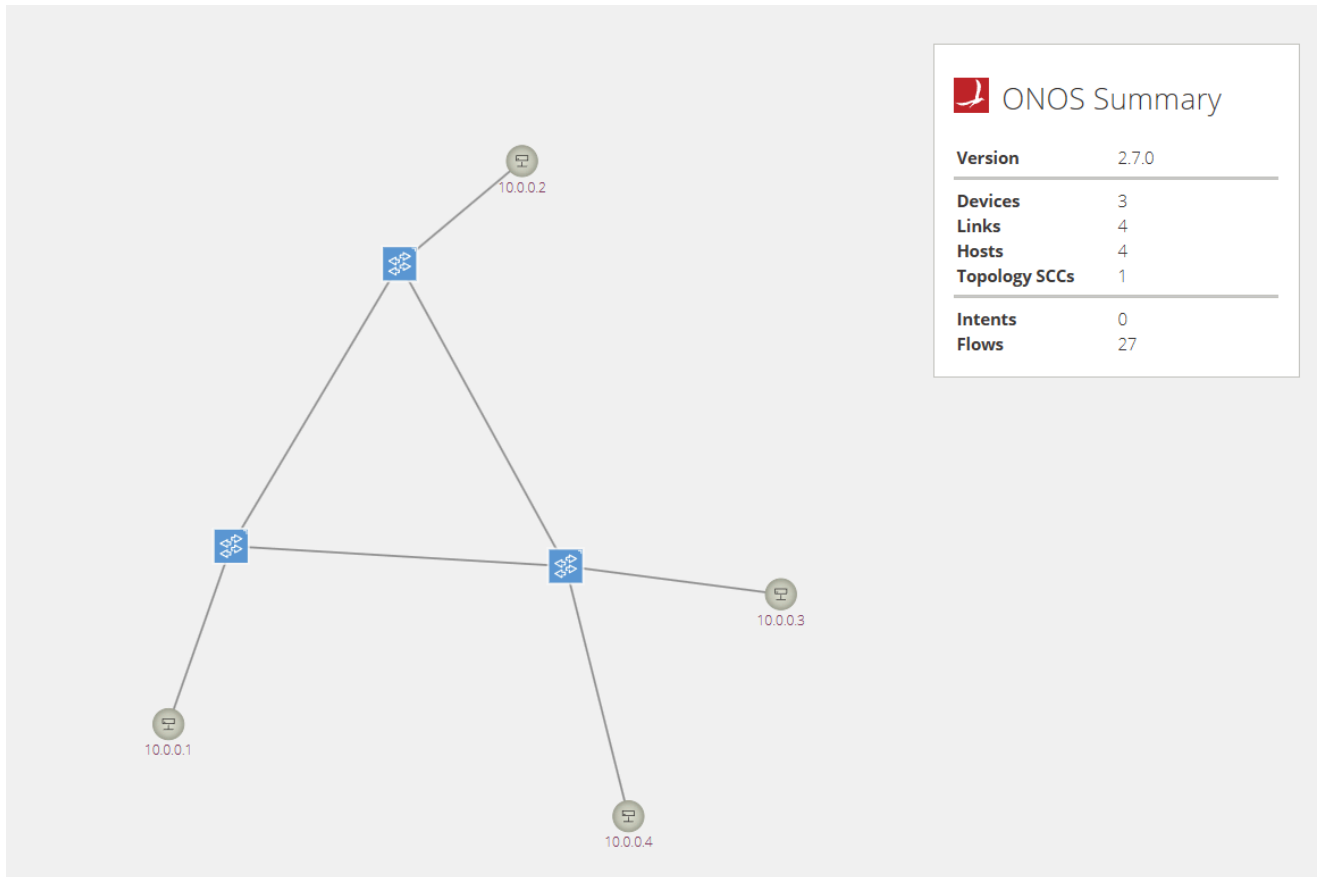 ONOS Summary
Version 2.7.0
Devices 3
Links 4
Hosts 4
Topology SCCs 1
Intents 0
Flows 27
10.0.0.2
10.0.0.3
10.0.0.1
10.0.0.4